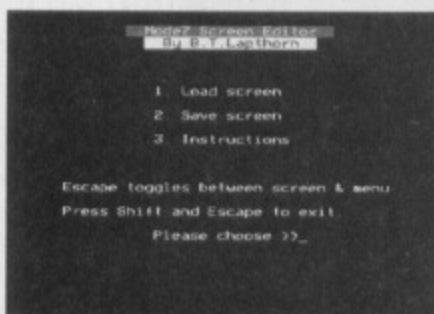 Mode7 Screen Editor
By B.T.Lapthorn
1. Load screen
2. Save screen
3. Instructions
Escape toggles between screen & menu
Press Shift and Escape to exit.
Please choose >>_